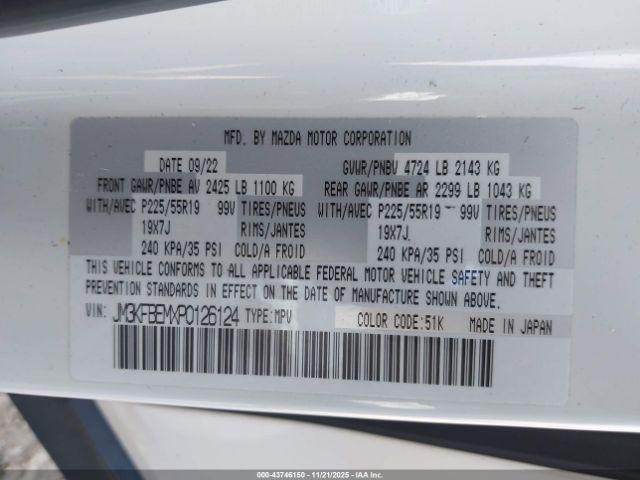 MFD. BY MAZDA MOTOR CORPORATION
DATE 09/22 GVWR/PNBV 4724 LB 2143 KG
FRONT GAWR/PNBE AV 2425 LB 1100 KG REAR GAWR/PNBE AR 2299 LB 1043 KG
WITH/AVEC P225/55R19 99V TIRES/PNEUS WITH/AVEC P225/55R19 99V TIRES/PNEUS
19X7J RIMS/JANTES 19X7J RIMS/JANTES
240 KPA/35 PSI COLD/A FROID 240 KPA/35 PSI COLD/A FROID
THIS VEHICLE CONFORMS TO ALL APPLICABLE FEDERAL MOTOR VEHICLE SAFETY AND THEFT
PREVENTION STANDARDS IN EFFECT ON THE DATE OF MANUFACTURE SHOWN ABOVE.
VIN: JM3KFBEMXP0126124 TYPE:MPV COLOR CODE:51K MADE IN JAPAN
000-43746150 - 11/21/2025 - IAAI.CA